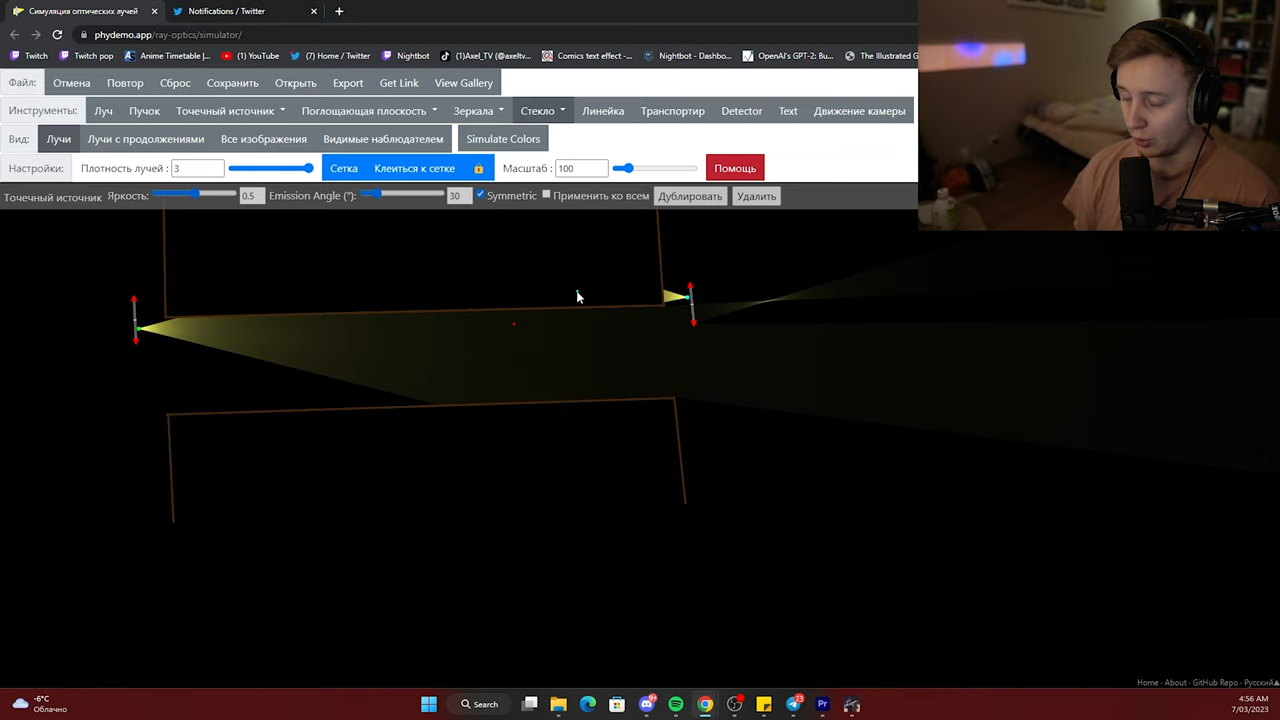 Симуляция оптических лучей
Notifications / Twitter
phydemo.app/ray-optics/simulator/
Twitch
Twitch pop
Anime Timetable |...
(1) YouTube
(7) Home / Twitter
Nightbot
(1)Axel_TV (@axeltv...
Comics text effect -...
Nightbot - Dashbo...
OpenAI's GPT-2: Bu...
The Illustrated G
Файл: Отмена Повтор Сброс Сохранить Открыть Export Get Link View Gallery
Инструменты: Луч Пучок Точечный источник Поглощающая плоскость Зеркала Стекло Линейка Транспортир Detector Text Движение камеры
Вид: Лучи Лучи с продолжениями Все изображения Видимые наблюдателем Simulate Colors
Настройки: Плотность лучей : 3 Сетка Клеиться к сетке Масштаб : 100 Помощь
Точечный источник Яркость: 0.5 Emission Angle (°): 30 Symmetric Применить ко всем Дублировать Удалить
Home · About · GitHub Repo · Русский
-6°C
Облачно
Search
23
4:56 AM
7/03/2023